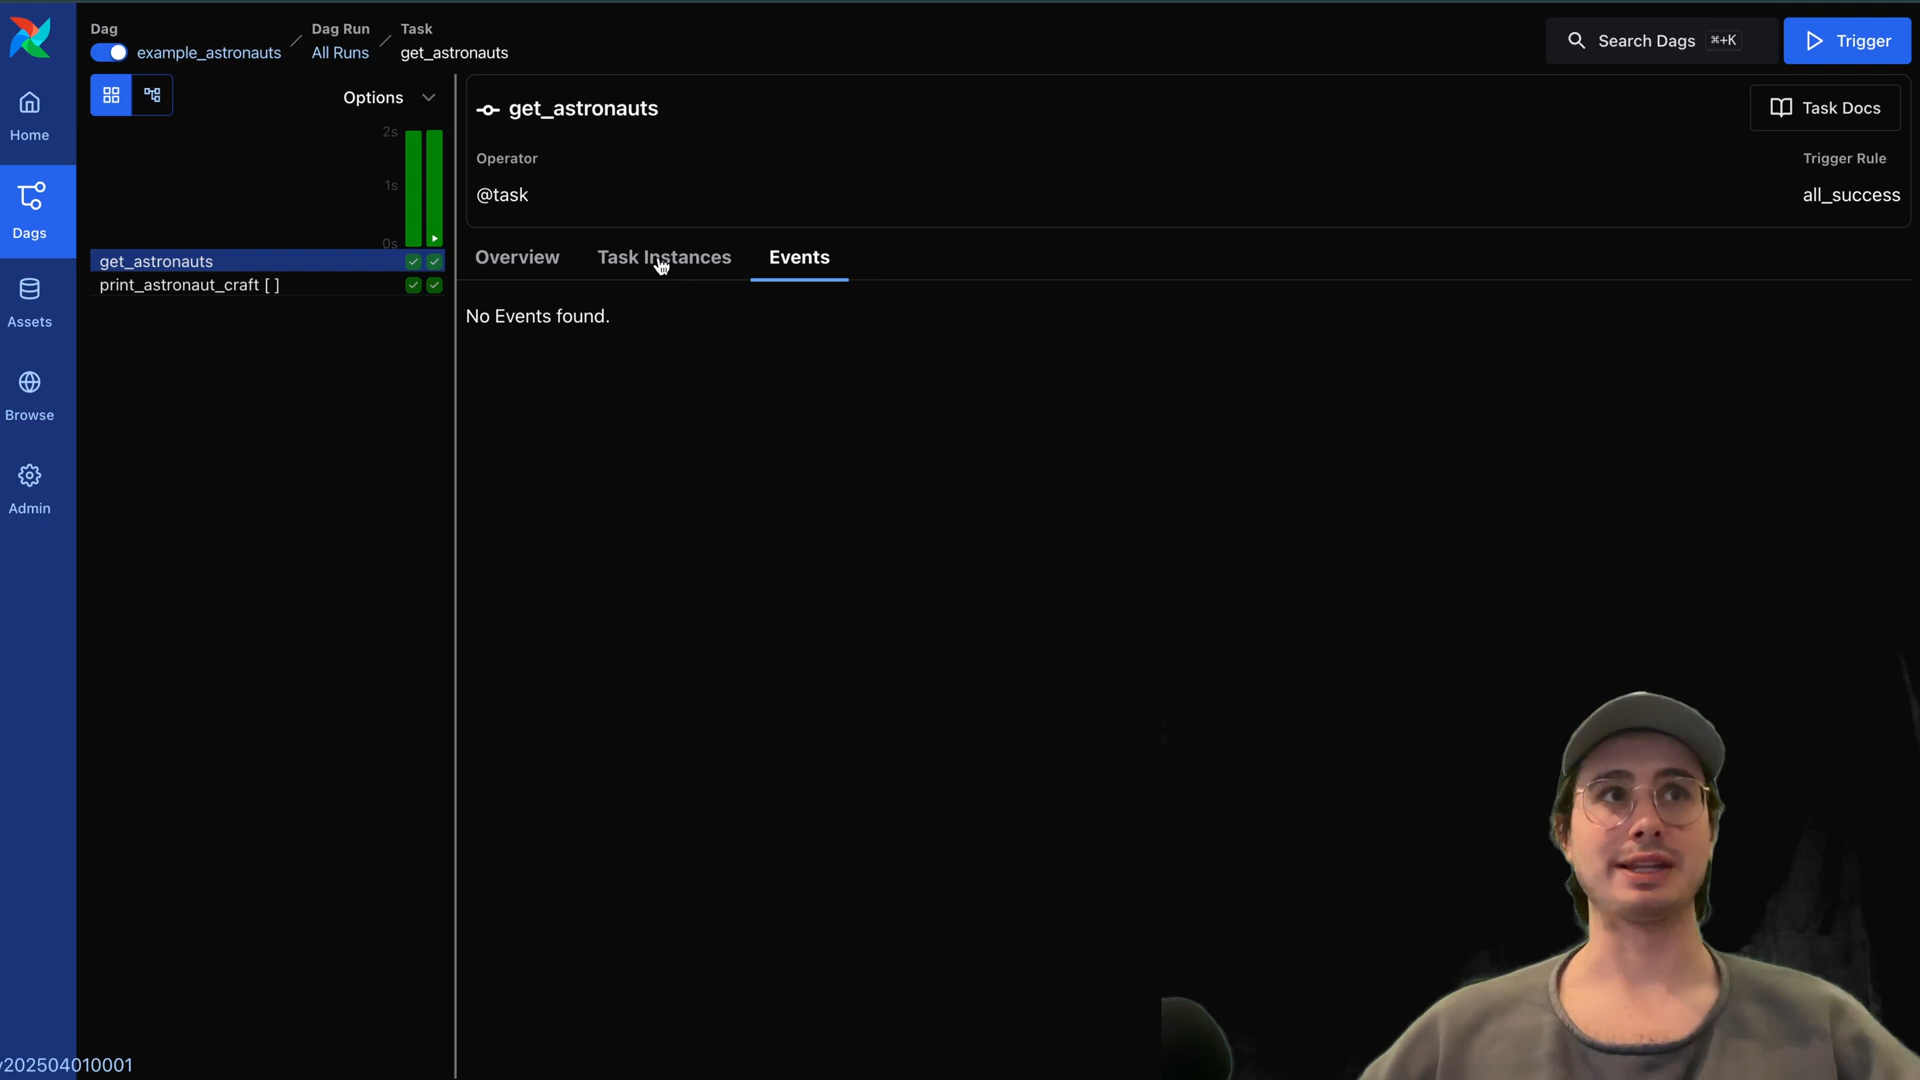 Dag
example_astronauts
Dag Run
All Runs
Task
get_astronauts
Search Dags ⌘+K
Trigger
Home
Dags
Assets
Browse
Admin
Options
2s
1s
0s
get_astronauts
print_astronaut_craft [ ]
get_astronauts
Task Docs
Operator
@task
Trigger Rule
all_success
Overview
Task Instances
Events
No Events found.
v202504010001